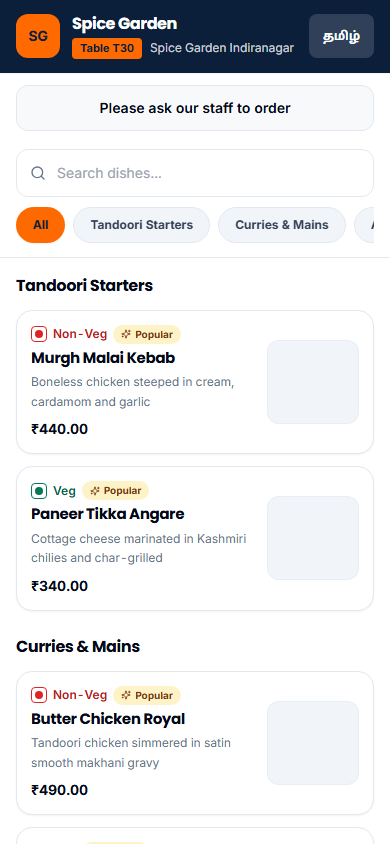 SG
Spice Garden
Table T30
Spice Garden Indiranagar
தமிழ்
Please ask our staff to order
Search dishes...
All
Tandoori Starters
Curries & Mains
Tandoori Starters
Non-Veg
Popular
Murgh Malai Kebab
Boneless chicken steeped in cream,
cardamom and garlic
₹440.00
Veg
Popular
Paneer Tikka Angare
Cottage cheese marinated in Kashmiri
chilies and char-grilled
₹340.00
Curries & Mains
Non-Veg
Popular
Butter Chicken Royal
Tandoori chicken simmered in satin
smooth makhani gravy
₹490.00